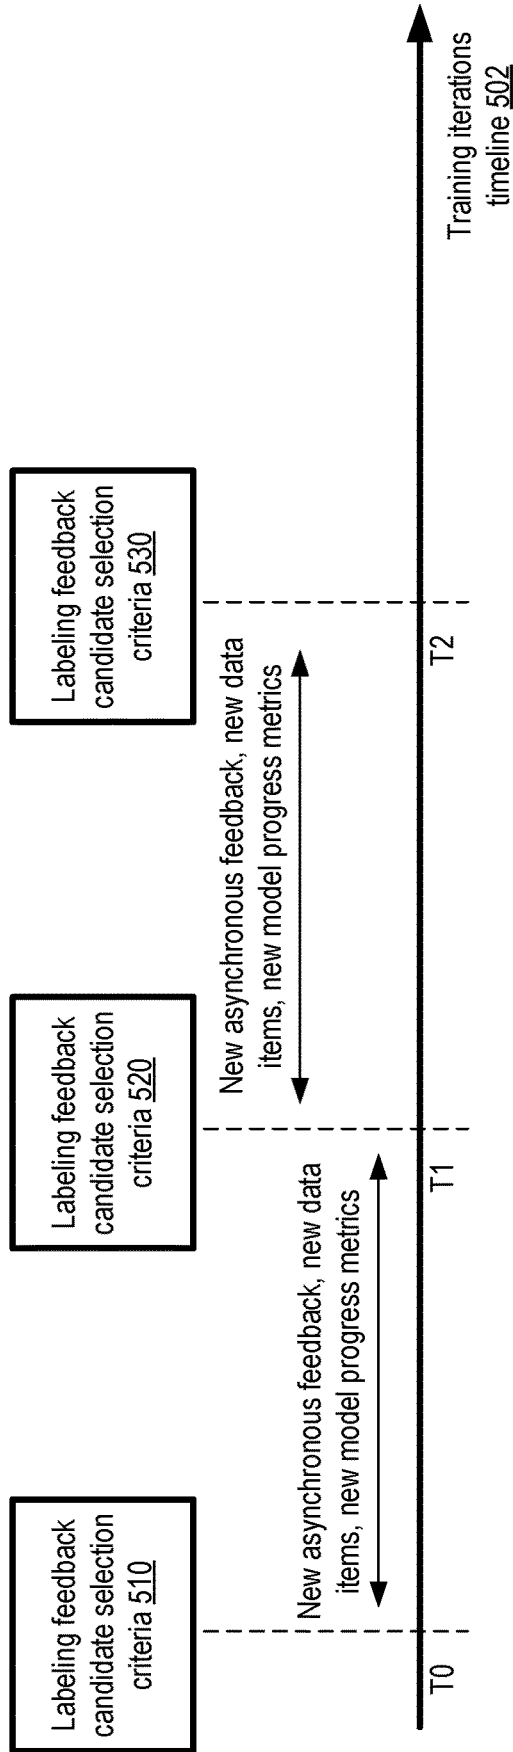 Labeling feedback
candidate selection
criteria 510
Labeling feedback
candidate selection
criteria 520
Labeling feedback
candidate selection
criteria 530
New asynchronous feedback, new data
items, new model progress metrics
New asynchronous feedback, new data
items, new model progress metrics
T0
T1
T2
Training iterations
timeline 502